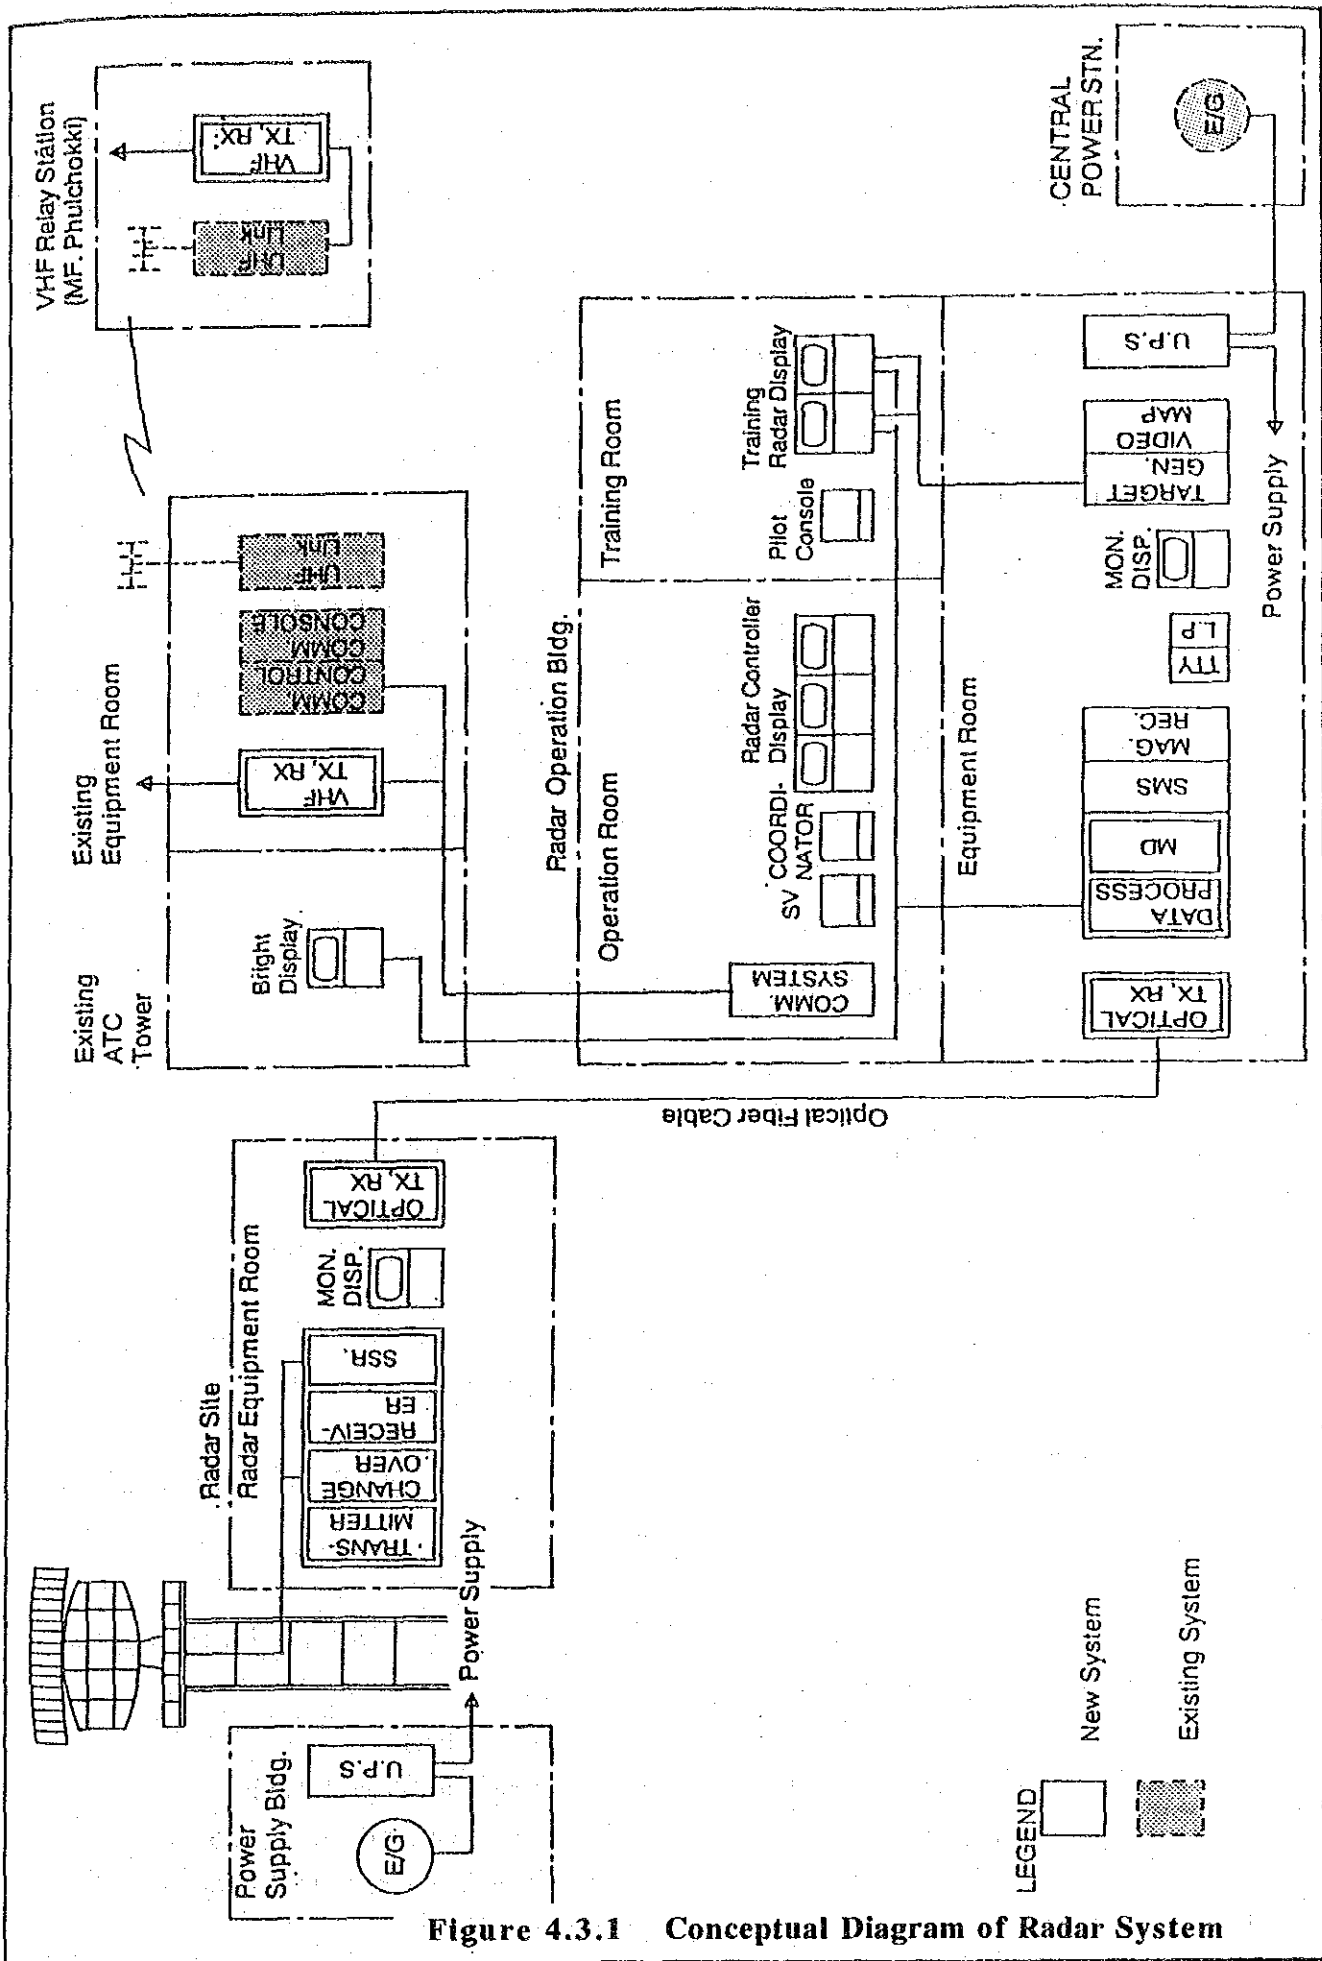 Power
Supply Bldg.
E/G
U.P.S
Power Supply
Radar Site
Radar Equipment Room
TRANS-
MITTER
CHANGE
OVER
RECEIV-
ER
SSR.
MON.
DISP.
OPTICAL
TX, RX
Optical Fiber Cable
Existing
ATC
Tower
Bright
Display
Existing
Equipment Room
VHF
TX, RX
COMM.
CONTROL
COMM
CONSOLE
UHF
Link
VHF Relay Station
(MF. Phulchokki)
UHF
Link
VHF
TX, RX
Radar Operation Bldg.
Operation Room
COMM.
SYSTEM
SV
COORDI-
NATOR
Radar Controller
Display
Training Room
Pilot
Console
Training
Radar Display
Equipment Room
OPTICAL
TX, RX
DATA
PROCESS
MD
SMS
MAG.
REC.
TTY
L.P
MON.
DISP.
TARGET
GEN.
VIDEO
MAP
U.P.S
Power Supply
CENTRAL
POWER STN.
E/G
LEGEND
New System
Existing System
Figure 4.3.1 Conceptual Diagram of Radar System